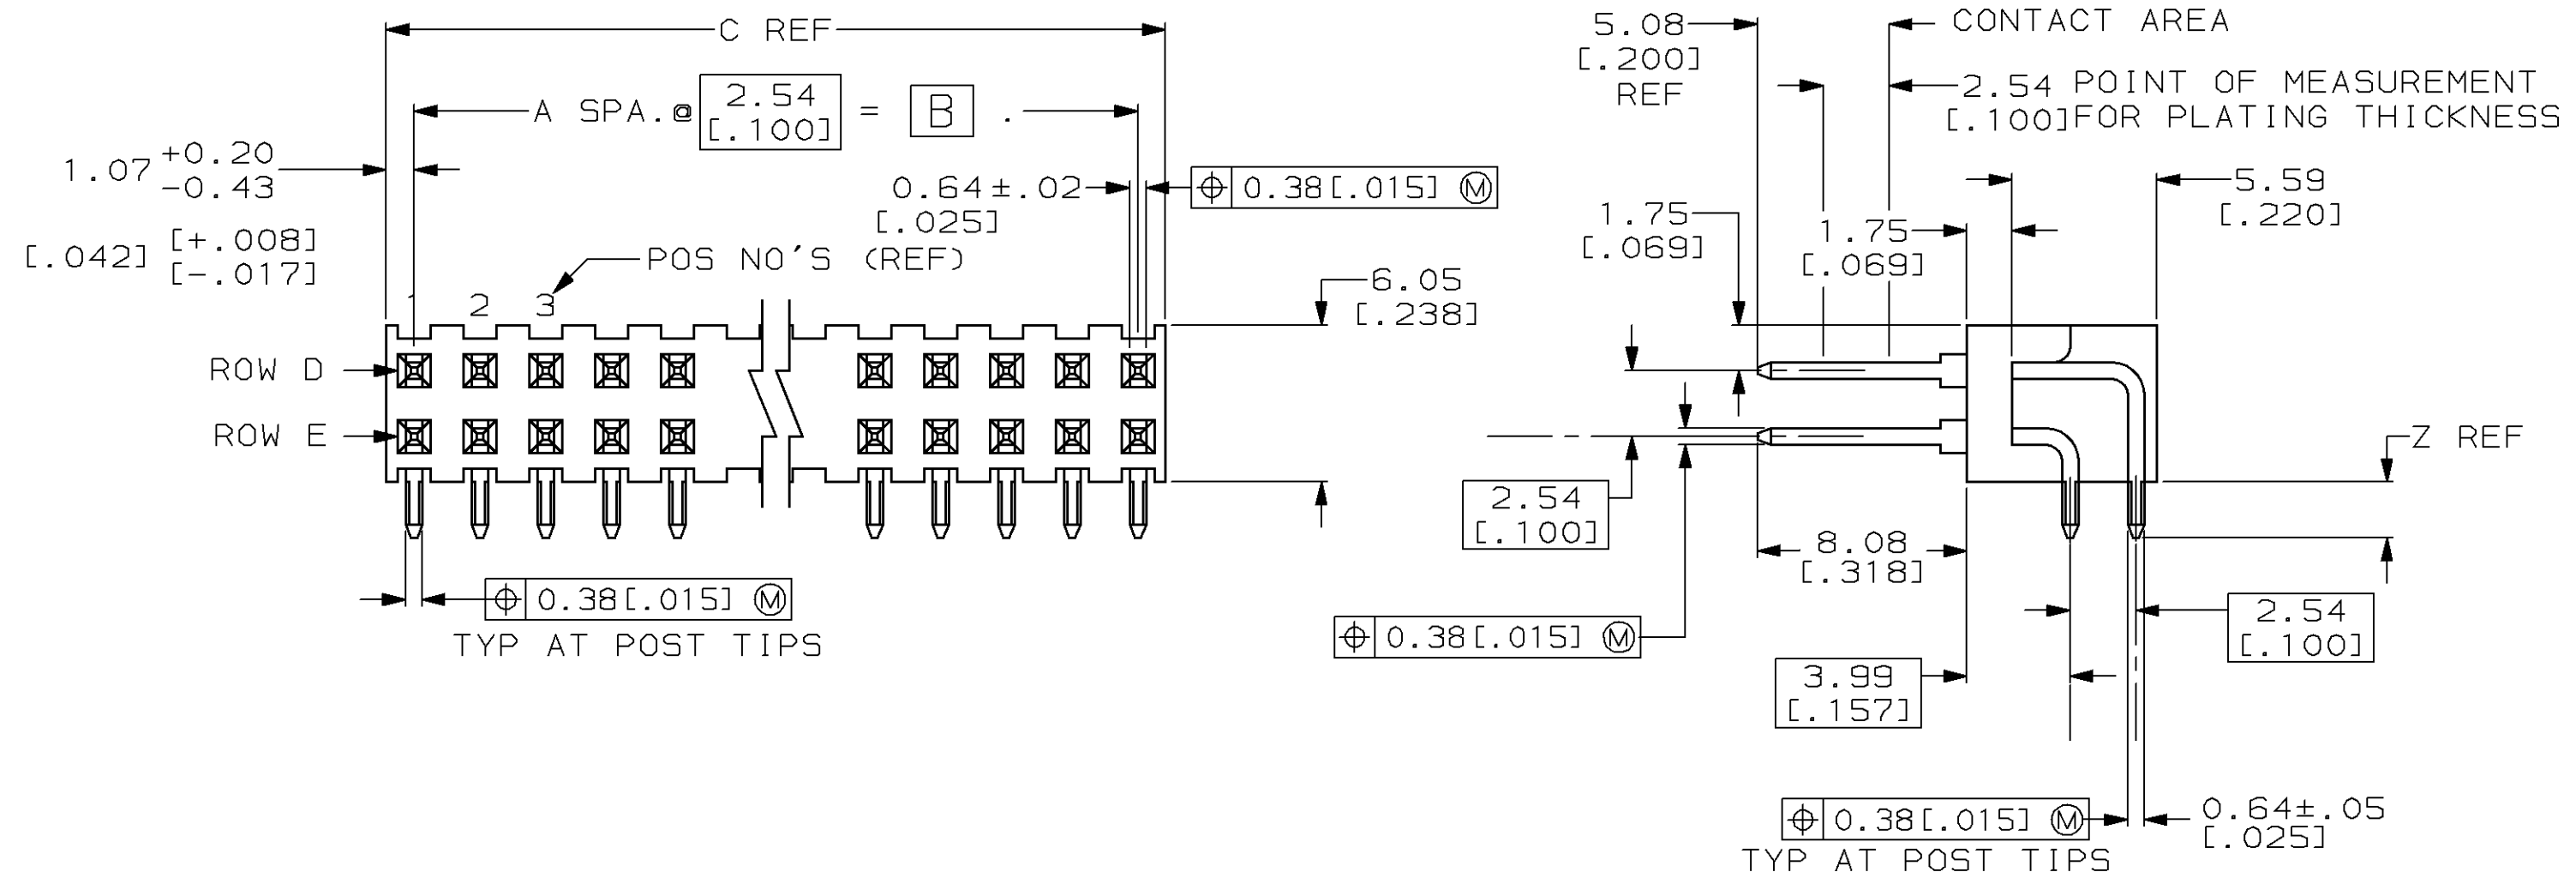 C REF
A SPA.@ 2.54 = B .
[.100]
1.07 +0.20
-0.43
[.042] [+.008]
[-.017]
0.64±.02
[.025]
⌖ 0.38[.015] Ⓜ
POS NO'S (REF)
1 2 3
6.05
[.238]
ROW D
ROW E
⌖ 0.38[.015] Ⓜ
TYP AT POST TIPS
5.08
[.200]
REF
CONTACT AREA
2.54 POINT OF MEASUREMENT
[.100] FOR PLATING THICKNESS
1.75
[.069]
1.75
[.069]
5.59
[.220]
Z REF
2.54
[.100]
8.08
[.318]
⌖ 0.38[.015] Ⓜ
2.54
[.100]
3.99
[.157]
⌖ 0.38[.015] Ⓜ
TYP AT POST TIPS
0.64±.05
[.025]